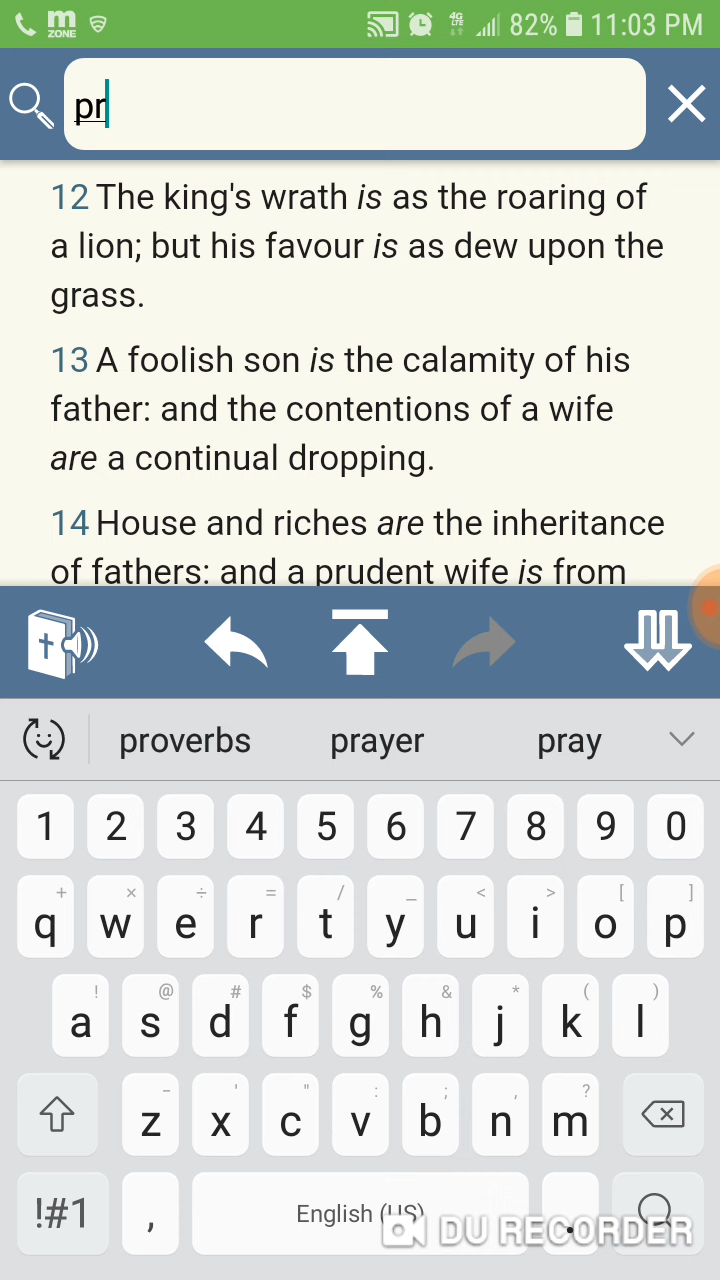 m ZONE 4G LTE 82% 11:03 PM
pr
12 The king's wrath is as the roaring of
a lion; but his favour is as dew upon the
grass.
13 A foolish son is the calamity of his
father: and the contentions of a wife
are a continual dropping.
14 House and riches are the inheritance
of fathers: and a prudent wife is from
proverbs prayer pray
1 2 3 4 5 6 7 8 9 0
+ × ÷ = / _ < > [ ]
q w e r t y u i o p
! @ # $ % & * ( )
a s d f g h j k l
- ' " : ; , ?
z x c v b n m
!#1 , English (US) .
DU RECORDER